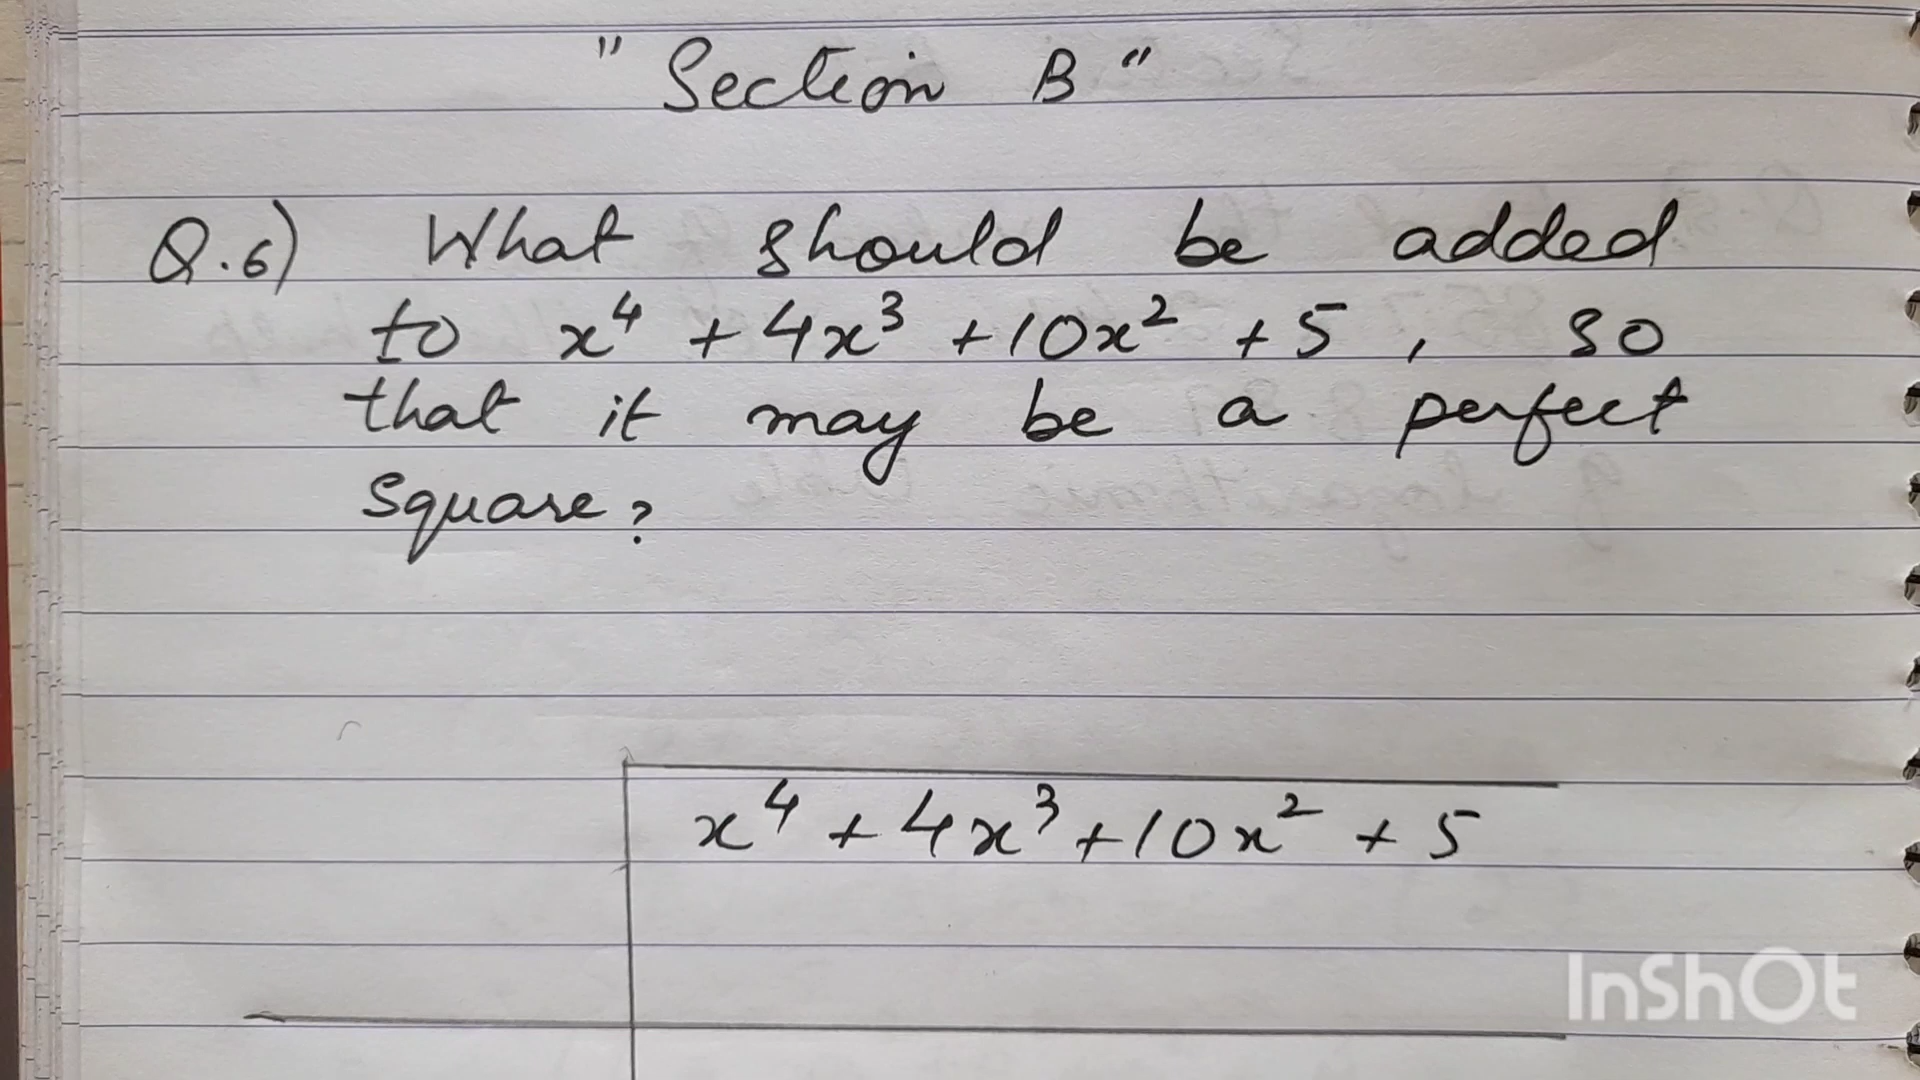 "Section B"
Q.6) What should be added
to x⁴ + 4x³ + 10x² + 5, so
that it may be a perfect
square?
x⁴ + 4x³ + 10x² + 5
InShOt